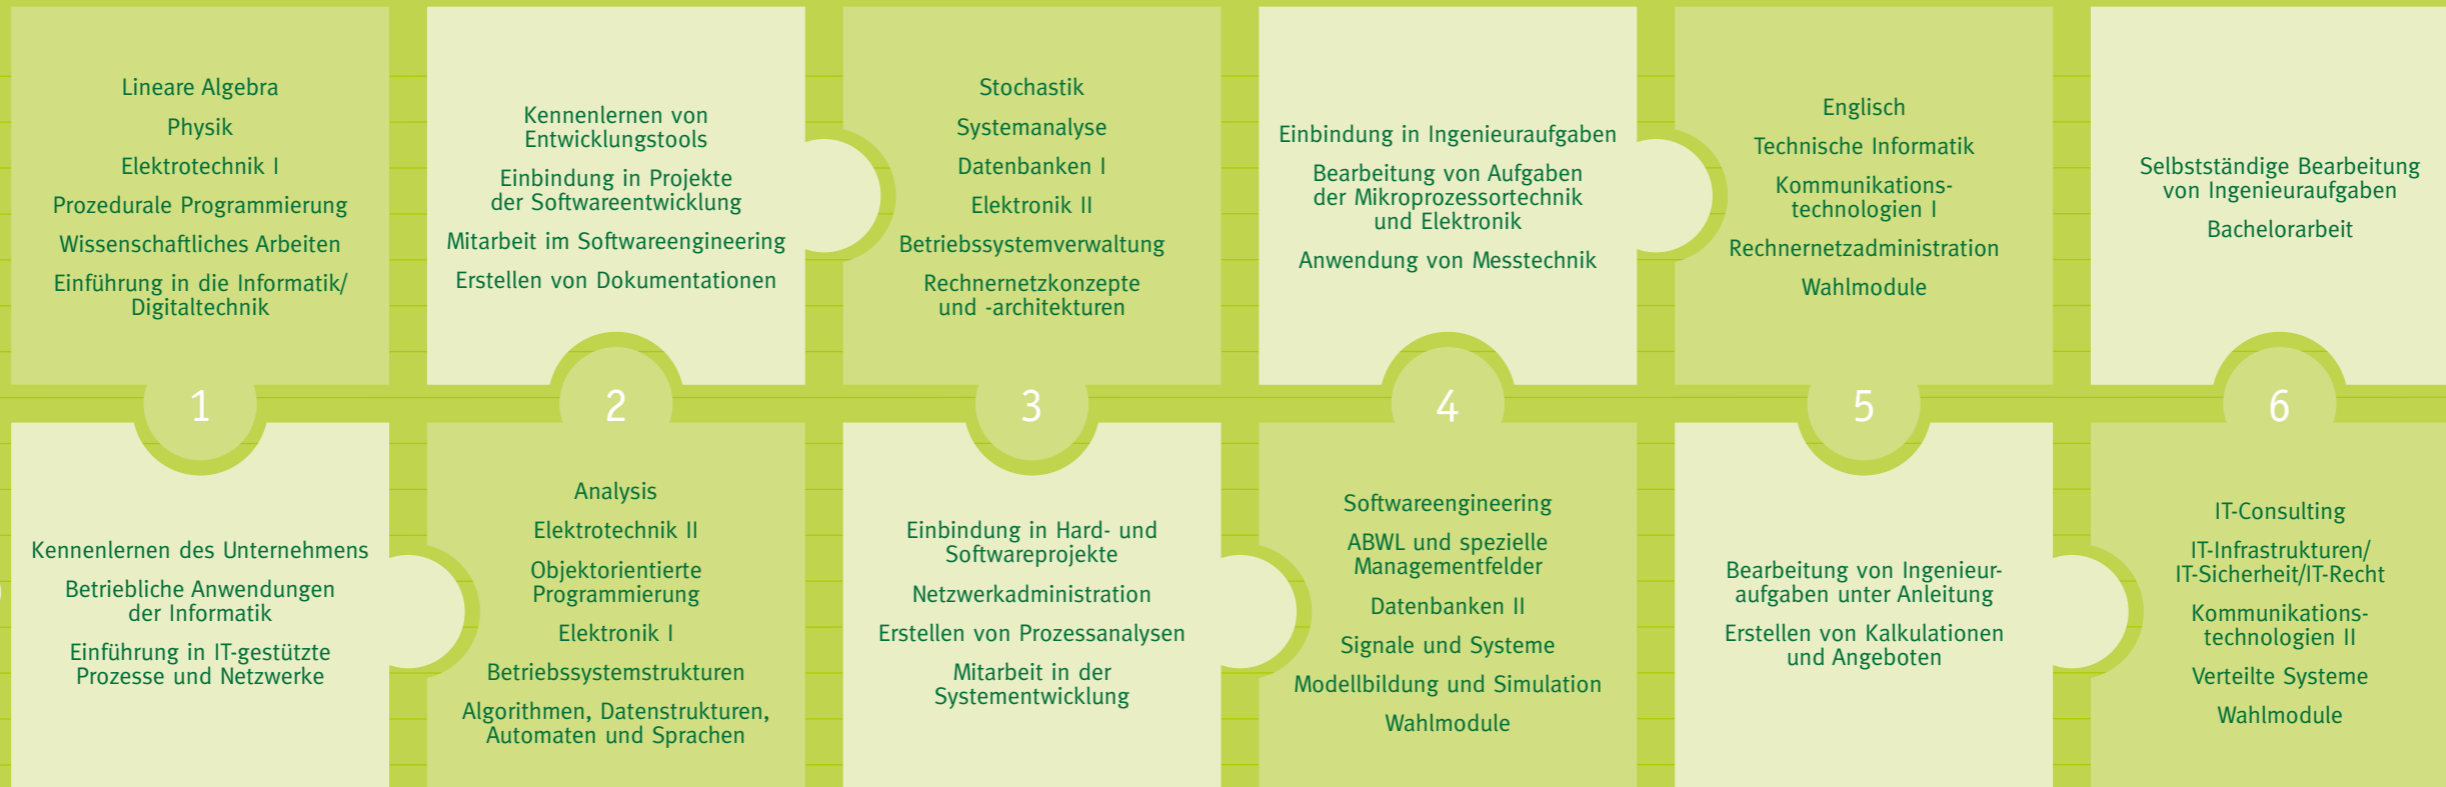 Lineare Algebra
Physik
Elektrotechnik I
Prozedurale Programmierung
Wissenschaftliches Arbeiten
Einführung in die Informatik/
Digitaltechnik
1
Kennenlernen des Unternehmens
Betriebliche Anwendungen
der Informatik
Einführung in IT-gestützte
Prozesse und Netzwerke
Kennenlernen von
Entwicklungstools
Einbindung in Projekte
der Softwareentwicklung
Mitarbeit im Softwareengineering
Erstellen von Dokumentationen
2
Analysis
Elektrotechnik II
Objektorientierte
Programmierung
Elektronik I
Betriebssystemstrukturen
Algorithmen, Datenstrukturen,
Automaten und Sprachen
Stochastik
Systemanalyse
Datenbanken I
Elektronik II
Betriebssystemverwaltung
Rechnernetzkonzepte
und -architekturen
3
Einbindung in Hard- und
Softwareprojekte
Netzwerkadministration
Erstellen von Prozessanalysen
Mitarbeit in der
Systementwicklung
Einbindung in Ingenieuraufgaben
Bearbeitung von Aufgaben
der Mikroprozessortechnik
und Elektronik
Anwendung von Messtechnik
4
Softwareengineering
ABWL und spezielle
Managementfelder
Datenbanken II
Signale und Systeme
Modellbildung und Simulation
Wahlmodule
Englisch
Technische Informatik
Kommunikations-
technologien I
Rechnernetzadministration
Wahlmodule
5
Bearbeitung von Ingenieur-
aufgaben unter Anleitung
Erstellen von Kalkulationen
und Angeboten
Selbstständige Bearbeitung
von Ingenieuraufgaben
Bachelorarbeit
6
IT-Consulting
IT-Infrastrukturen/
IT-Sicherheit/IT-Recht
Kommunikations-
technologien II
Verteilte Systeme
Wahlmodule